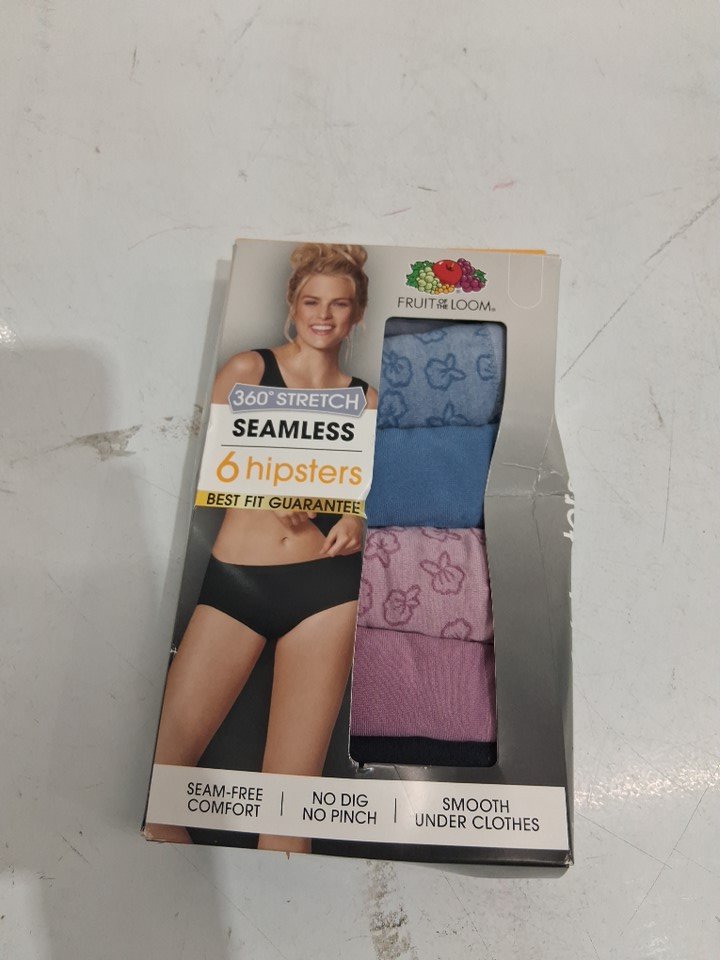 FRUIT OF THE LOOM®
360° STRETCH
SEAMLESS
6 hipsters
BEST FIT GUARANTEE
SEAM-FREE
COMFORT
NO DIG
NO PINCH
SMOOTH
UNDER CLOTHES